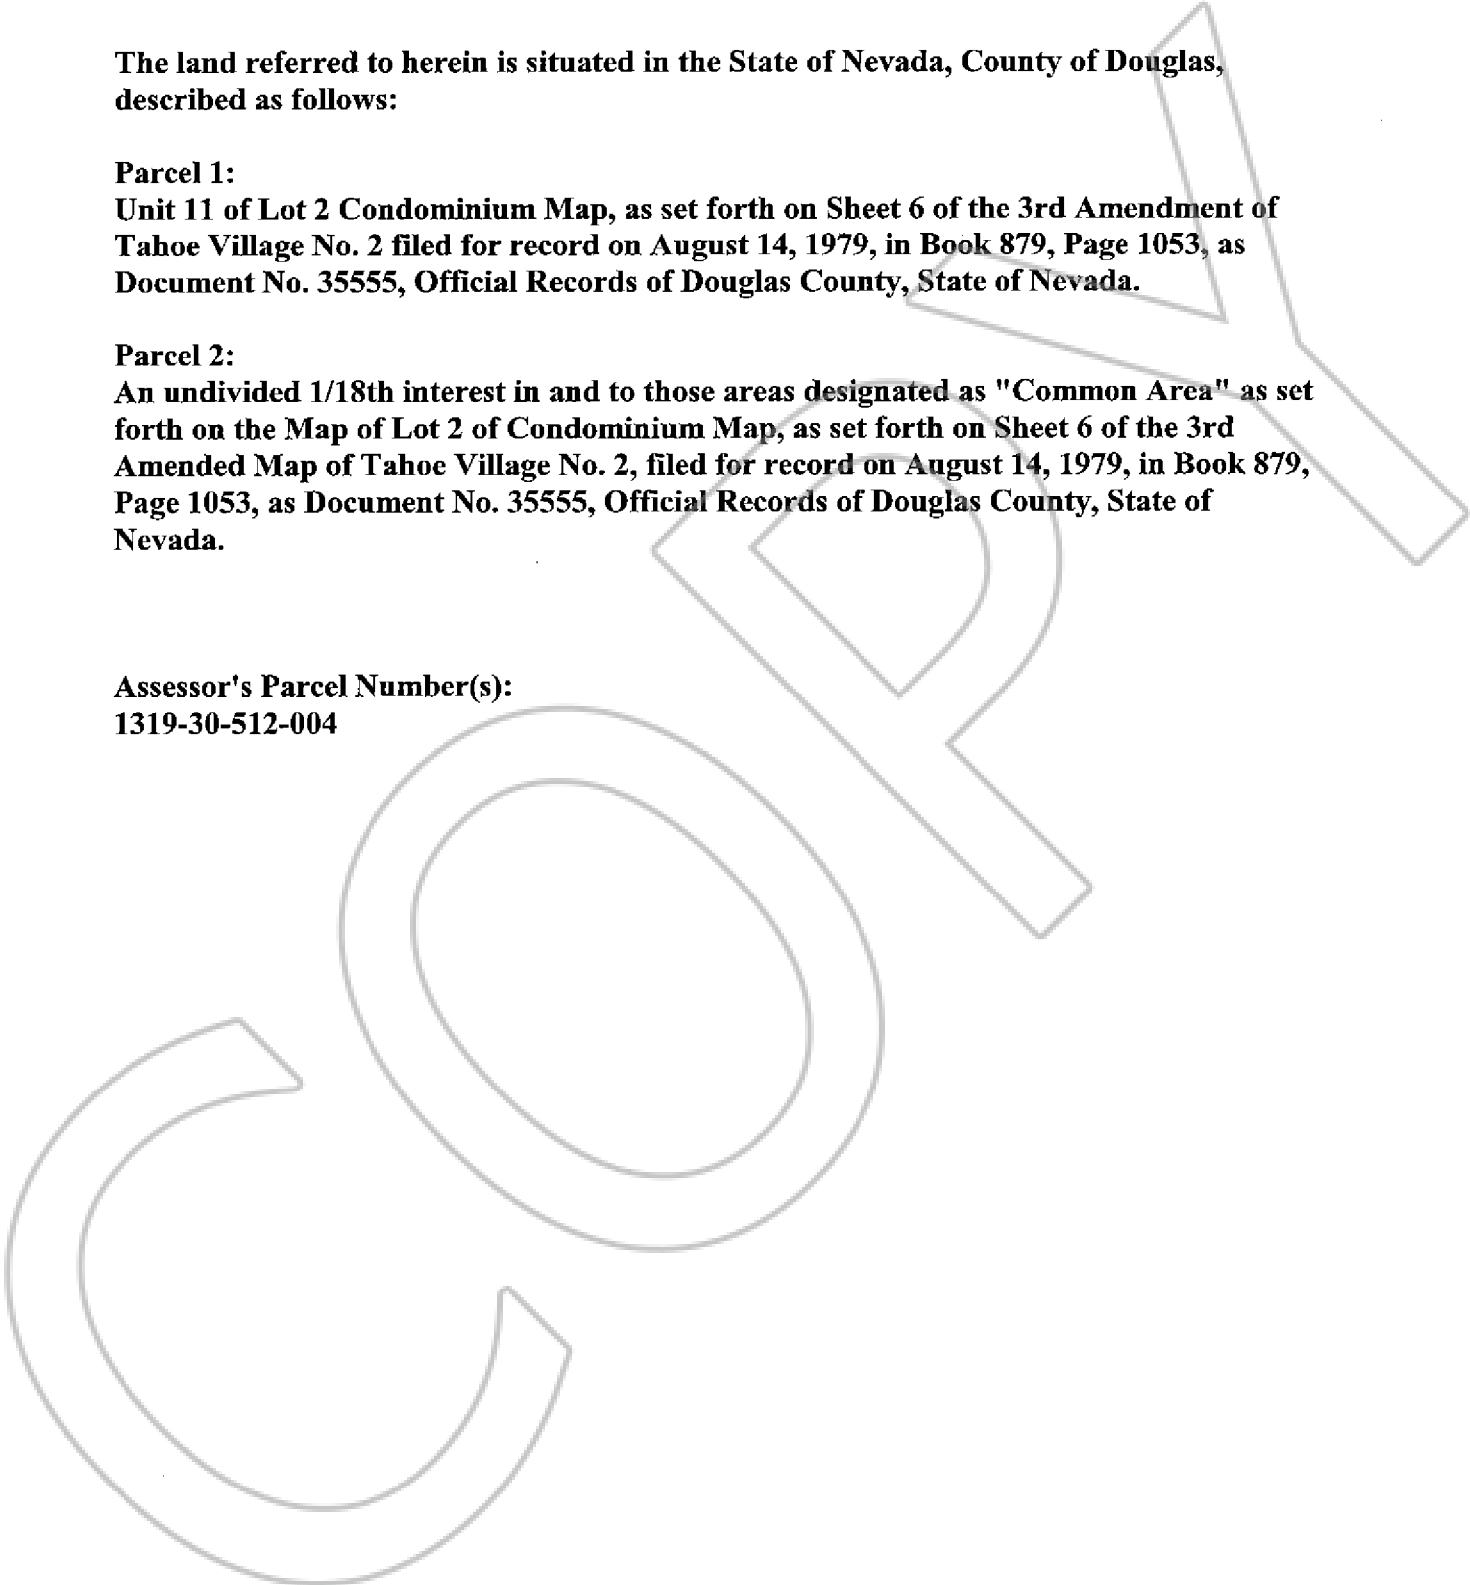 The land referred to herein is situated in the State of Nevada, County of Douglas,
described as follows:
Parcel 1:
Unit 11 of Lot 2 Condominium Map, as set forth on Sheet 6 of the 3rd Amendment of
Tahoe Village No. 2 filed for record on August 14, 1979, in Book 879, Page 1053, as
Document No. 35555, Official Records of Douglas County, State of Nevada.
Parcel 2:
An undivided 1/18th interest in and to those areas designated as "Common Area" as set
forth on the Map of Lot 2 of Condominium Map, as set forth on Sheet 6 of the 3rd
Amended Map of Tahoe Village No. 2, filed for record on August 14, 1979, in Book 879,
Page 1053, as Document No. 35555, Official Records of Douglas County, State of
Nevada.
Assessor's Parcel Number(s):
1319-30-512-004
COPY